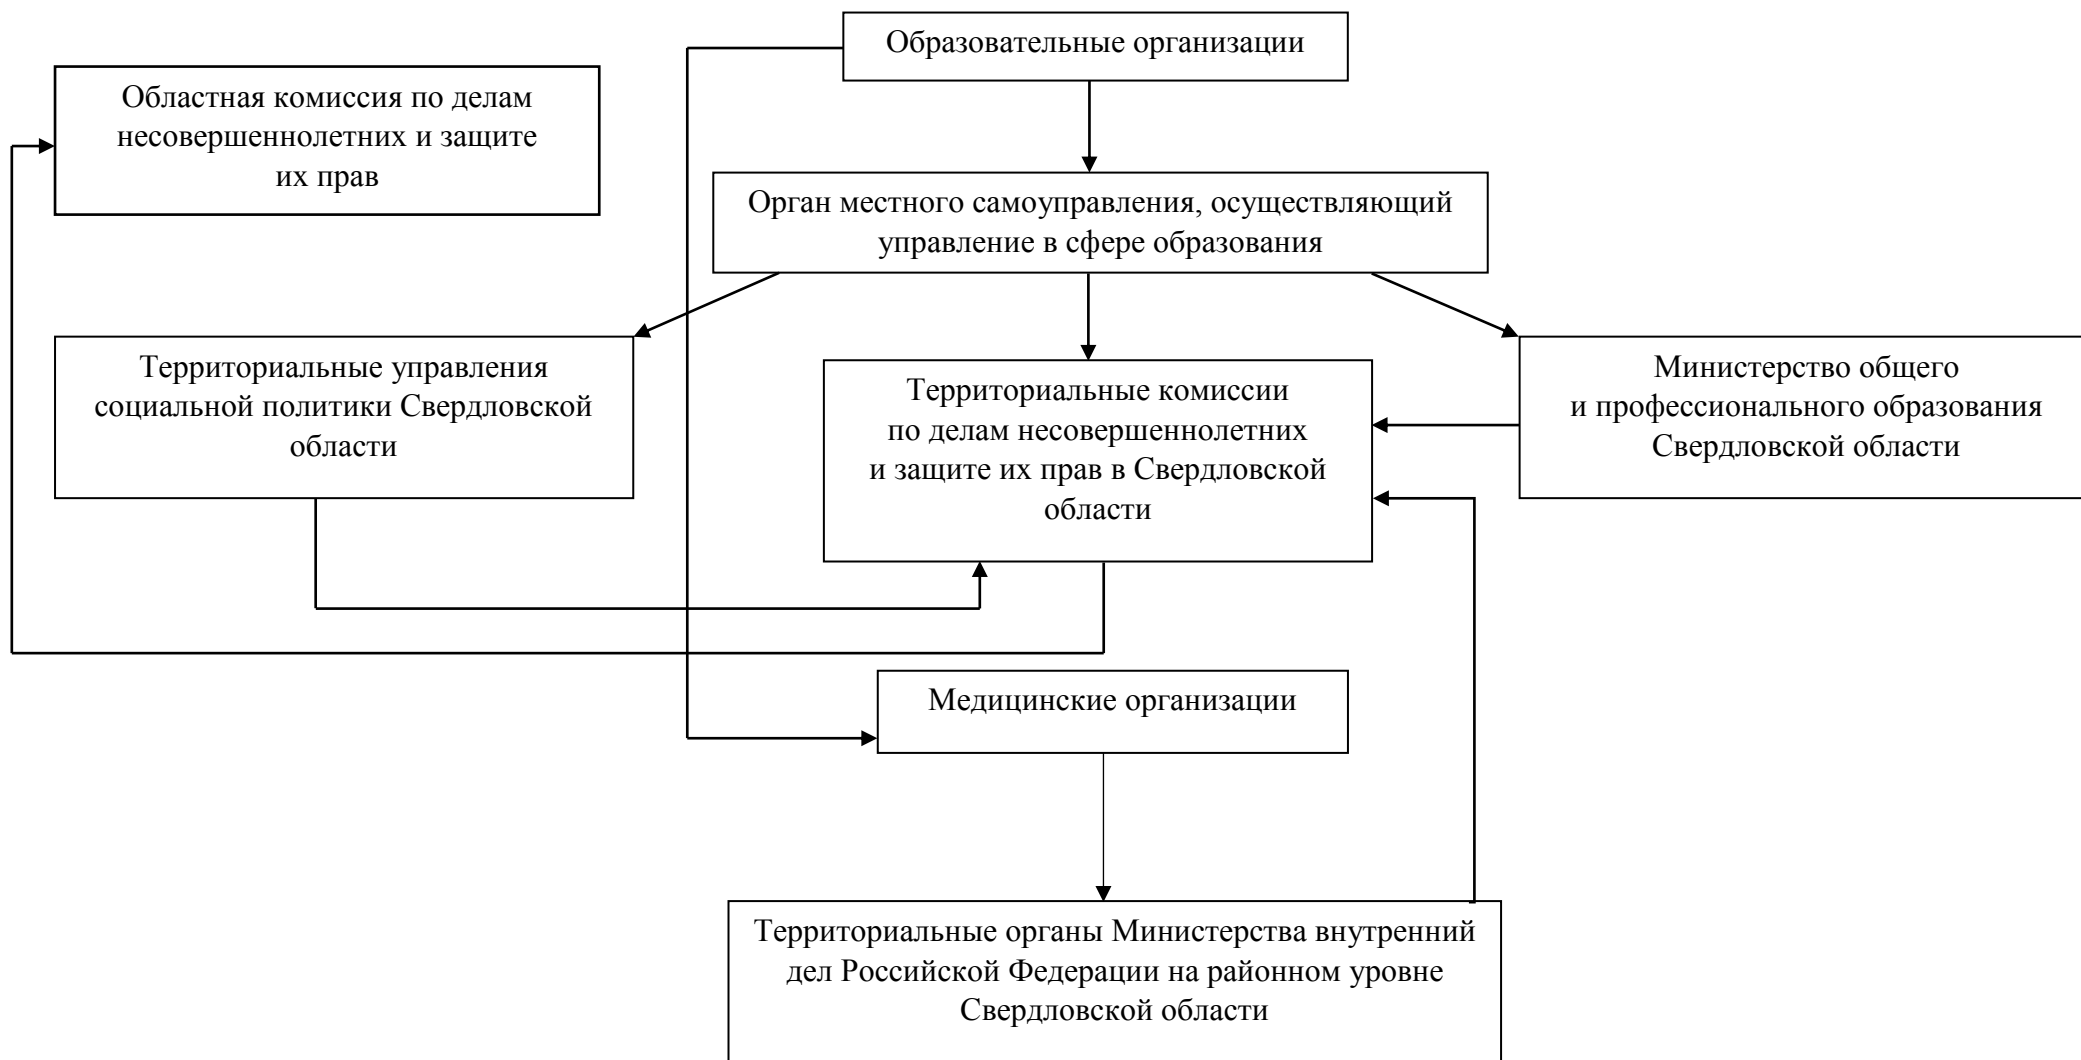 Образовательные организации
Областная комиссия по делам
несовершеннолетних и защите
их прав
Орган местного самоуправления, осуществляющий
управление в сфере образования
Территориальные управления
социальной политики Свердловской
области
Территориальные комиссии
по делам несовершеннолетних
и защите их прав в Свердловской
области
Министерство общего
и профессионального образования
Свердловской области
Медицинские организации
Территориальные органы Министерства внутренний
дел Российской Федерации на районном уровне
Свердловской области